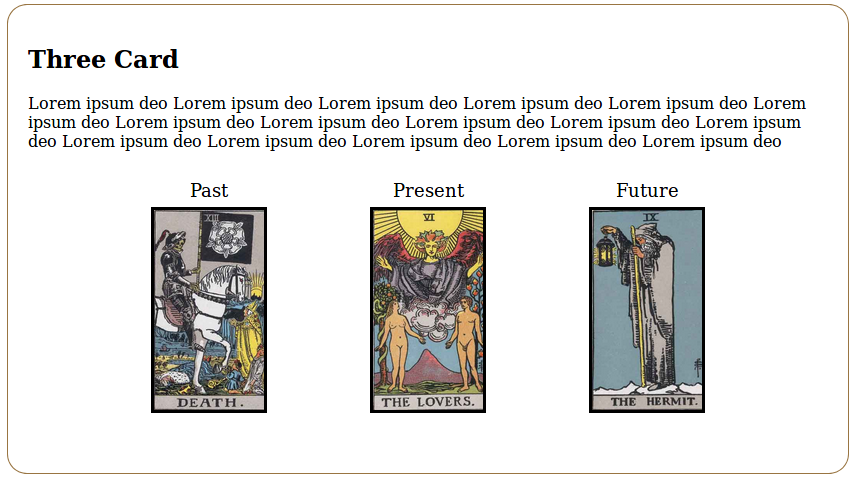 Three Card
Lorem ipsum deo Lorem ipsum deo Lorem ipsum deo Lorem ipsum deo Lorem ipsum deo Lorem
ipsum deo Lorem ipsum deo Lorem ipsum deo Lorem ipsum deo Lorem ipsum deo Lorem ipsum
deo Lorem ipsum deo Lorem ipsum deo Lorem ipsum deo Lorem ipsum deo Lorem ipsum deo
Past Present Future
XIII VI IX
DEATH. THE LOVERS. THE HERMIT.